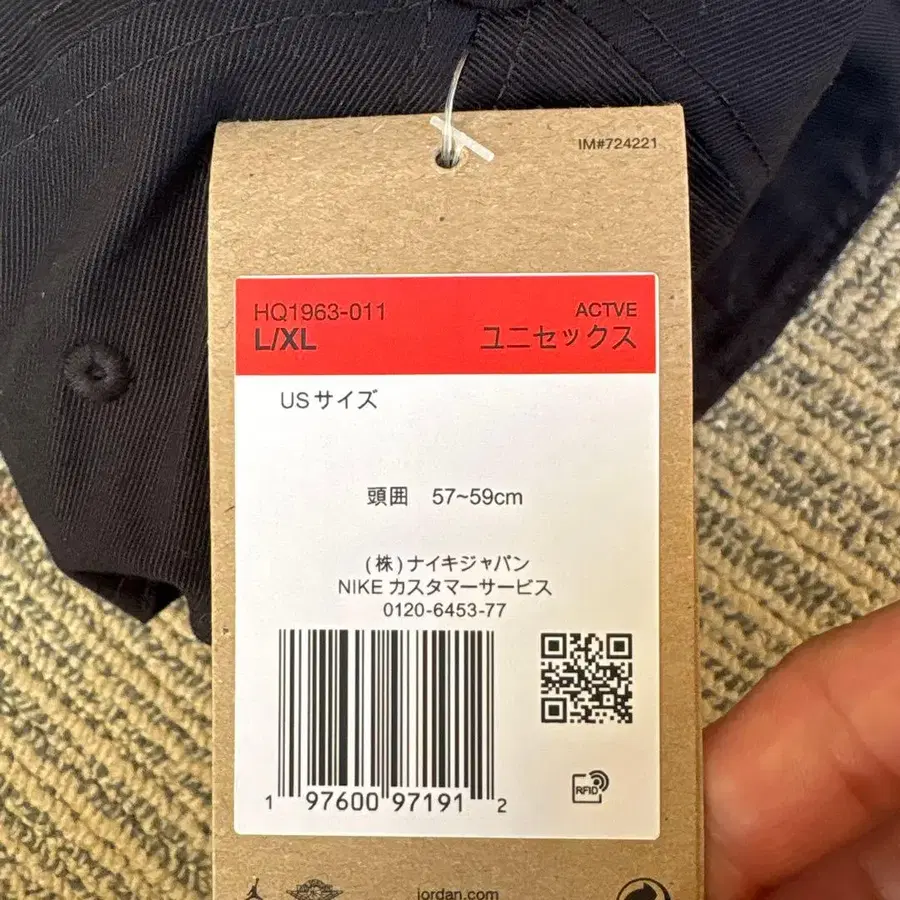 IM#724221
HQ1963-011 ACTVE
L/XL ユニセックス
USサイズ
頭囲 57~59cm
(株)ナイキジャパン
NIKE カスタマーサービス
0120-6453-77
RFID
1 97600 97191 2
jordan.com